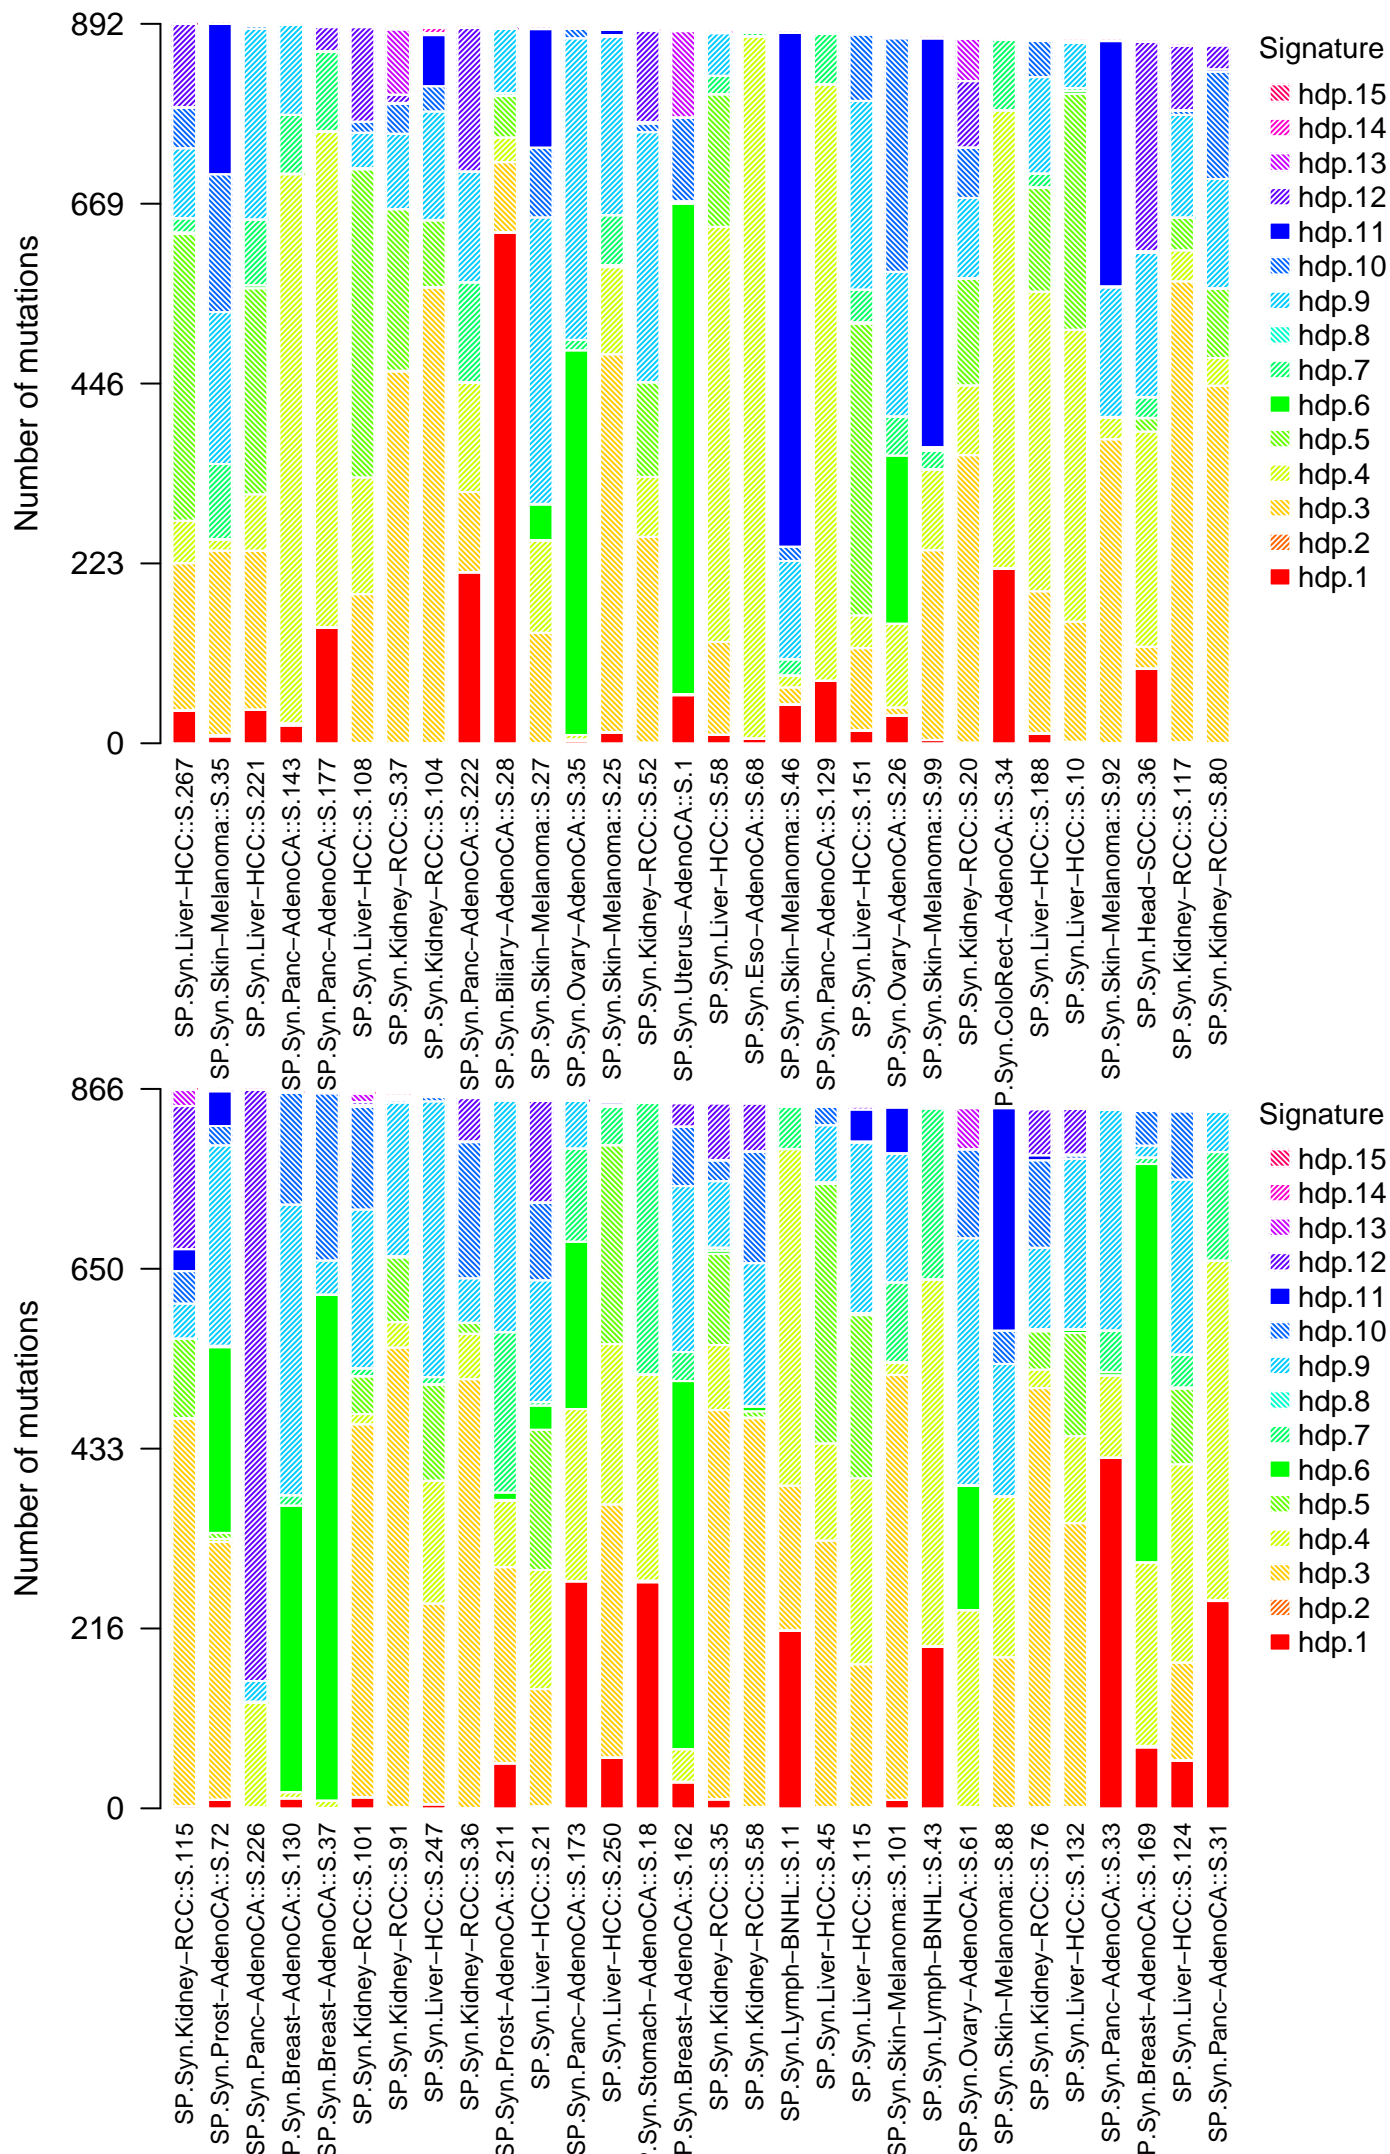 892
669
446
223
0
Number of mutations
Signature
hdp.15
hdp.14
hdp.13
hdp.12
hdp.11
hdp.10
hdp.9
hdp.8
hdp.7
hdp.6
hdp.5
hdp.4
hdp.3
hdp.2
hdp.1
SP.Syn.Liver−HCC::S.267
SP.Syn.Skin−Melanoma::S.35
SP.Syn.Liver−HCC::S.221
SP.Syn.Panc−AdenoCA::S.143
SP.Syn.Panc−AdenoCA::S.177
SP.Syn.Liver−HCC::S.108
SP.Syn.Kidney−RCC::S.37
SP.Syn.Kidney−RCC::S.104
SP.Syn.Panc−AdenoCA::S.222
SP.Syn.Biliary−AdenoCA::S.28
SP.Syn.Skin−Melanoma::S.27
SP.Syn.Ovary−AdenoCA::S.35
SP.Syn.Skin−Melanoma::S.25
SP.Syn.Kidney−RCC::S.52
SP.Syn.Uterus−AdenoCA::S.1
SP.Syn.Liver−HCC::S.58
SP.Syn.Eso−AdenoCA::S.68
SP.Syn.Skin−Melanoma::S.46
SP.Syn.Panc−AdenoCA::S.129
SP.Syn.Liver−HCC::S.151
SP.Syn.Ovary−AdenoCA::S.26
SP.Syn.Skin−Melanoma::S.99
SP.Syn.Kidney−RCC::S.20
P.Syn.ColoRect−AdenoCA::S.34
SP.Syn.Liver−HCC::S.188
SP.Syn.Liver−HCC::S.10
SP.Syn.Skin−Melanoma::S.92
SP.Syn.Head−SCC::S.36
SP.Syn.Kidney−RCC::S.117
SP.Syn.Kidney−RCC::S.80
866
650
433
216
0
Number of mutations
Signature
hdp.15
hdp.14
hdp.13
hdp.12
hdp.11
hdp.10
hdp.9
hdp.8
hdp.7
hdp.6
hdp.5
hdp.4
hdp.3
hdp.2
hdp.1
SP.Syn.Kidney−RCC::S.115
SP.Syn.Prost−AdenoCA::S.72
SP.Syn.Panc−AdenoCA::S.226
SP.Syn.Breast−AdenoCA::S.130
SP.Syn.Breast−AdenoCA::S.37
SP.Syn.Kidney−RCC::S.101
SP.Syn.Kidney−RCC::S.91
SP.Syn.Liver−HCC::S.247
SP.Syn.Kidney−RCC::S.36
SP.Syn.Prost−AdenoCA::S.211
SP.Syn.Liver−HCC::S.21
SP.Syn.Panc−AdenoCA::S.173
SP.Syn.Liver−HCC::S.250
.Syn.Stomach−AdenoCA::S.18
P.Syn.Breast−AdenoCA::S.162
SP.Syn.Kidney−RCC::S.35
SP.Syn.Kidney−RCC::S.58
SP.Syn.Lymph−BNHL::S.11
SP.Syn.Liver−HCC::S.45
SP.Syn.Liver−HCC::S.115
SP.Syn.Skin−Melanoma::S.101
SP.Syn.Lymph−BNHL::S.43
SP.Syn.Ovary−AdenoCA::S.61
SP.Syn.Skin−Melanoma::S.88
SP.Syn.Kidney−RCC::S.76
SP.Syn.Liver−HCC::S.132
SP.Syn.Panc−AdenoCA::S.33
SP.Syn.Breast−AdenoCA::S.169
SP.Syn.Liver−HCC::S.124
SP.Syn.Panc−AdenoCA::S.31